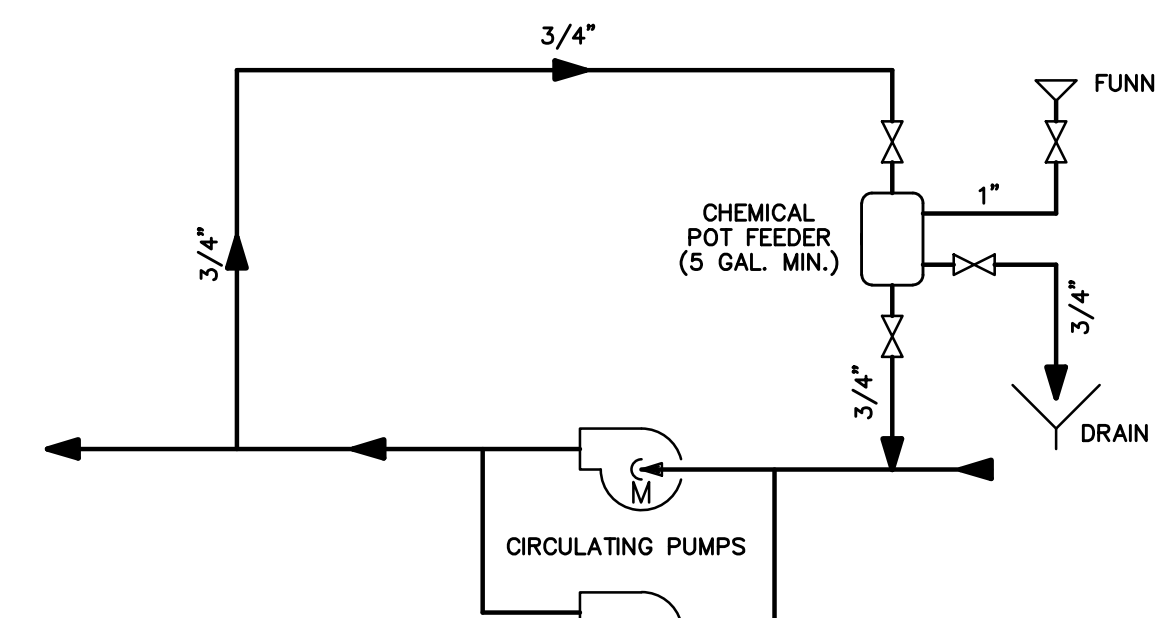 3/4"
FUNN
1"
CHEMICAL
POT FEEDER
(5 GAL. MIN.)
3/4"
3/4"
3/4"
DRAIN
M
CIRCULATING PUMPS